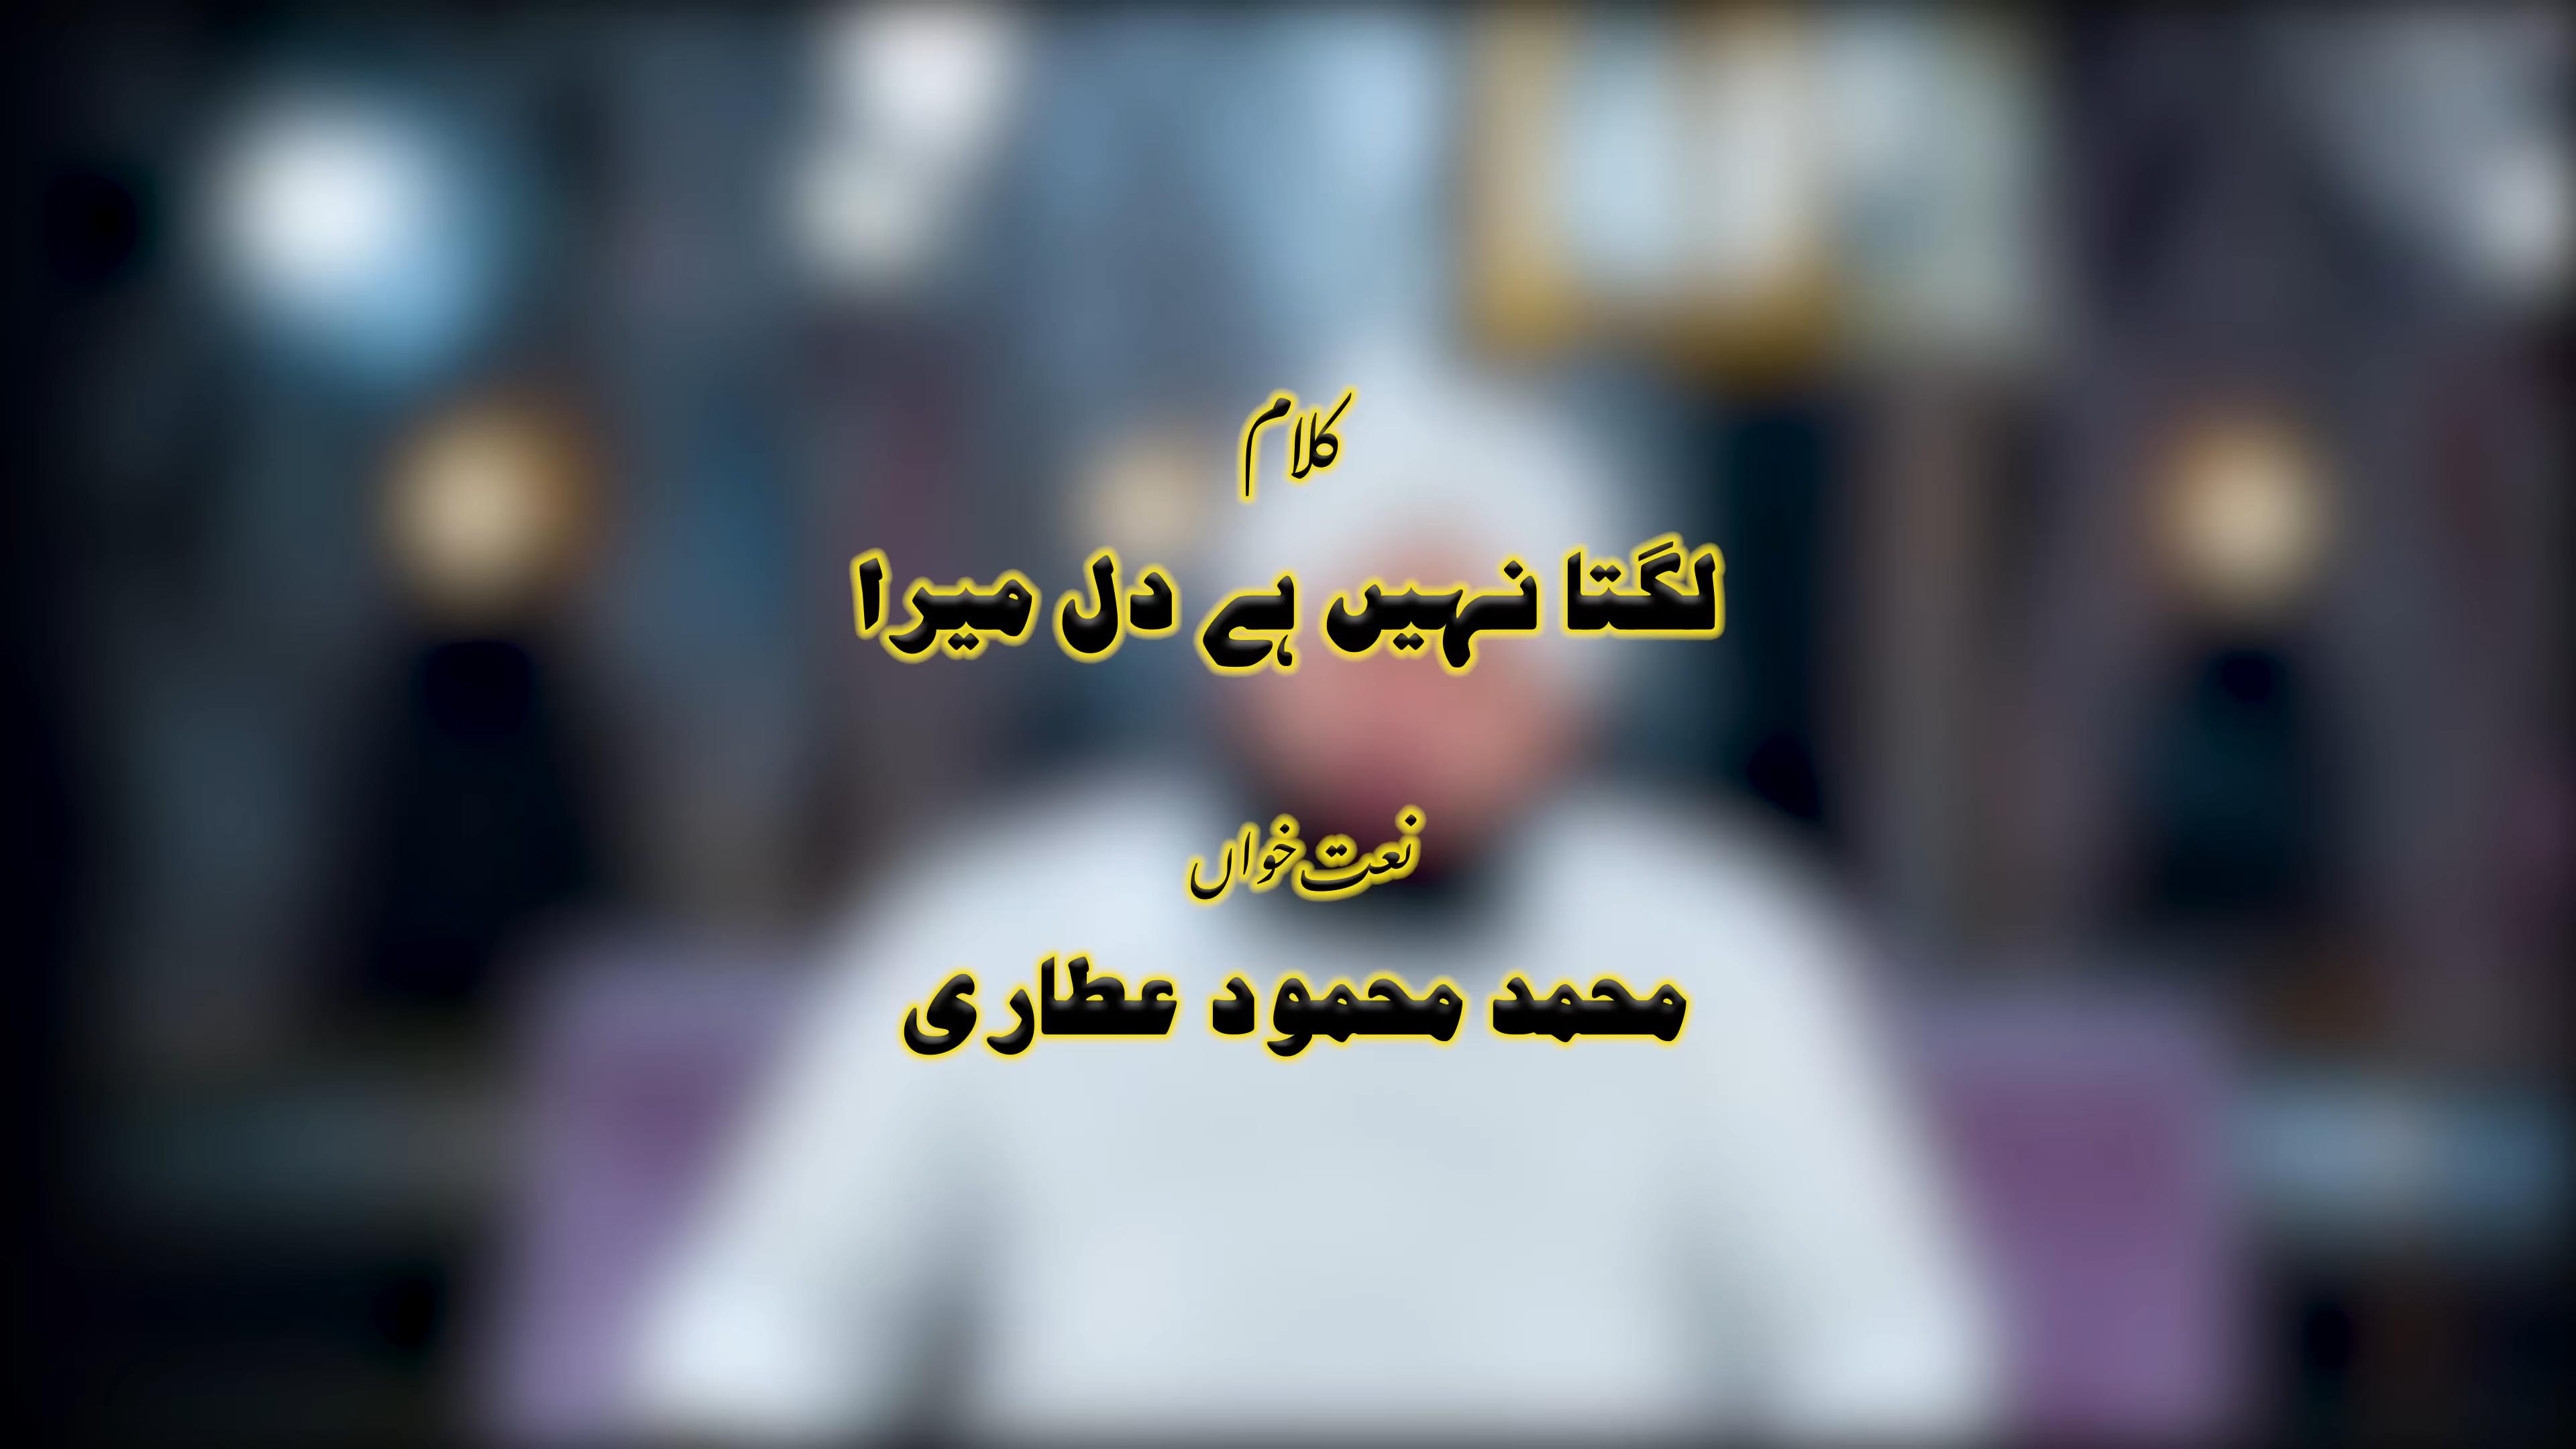 کلام
لگتا نہیں ہے دل میرا
نعت خواں
محمد محمود عطاری